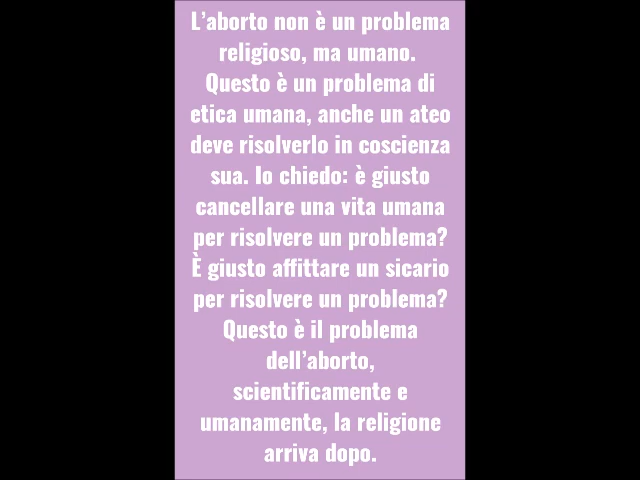 L’aborto non è un problema
religioso, ma umano.
Questo è un problema di
etica umana, anche un ateo
deve risolverlo in coscienza
sua. Io chiedo: è giusto
cancellare una vita umana
per risolvere un problema?
È giusto affittare un sicario
per risolvere un problema?
Questo è il problema
dell’aborto,
scientificamente e
umanamente, la religione
arriva dopo.